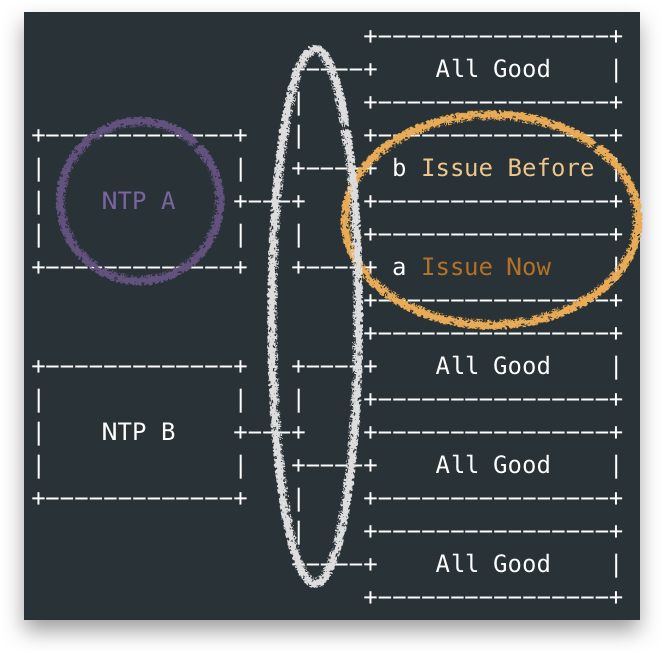 All Good
b Issue Before
NTP A
a Issue Now
All Good
NTP B
All Good
All Good